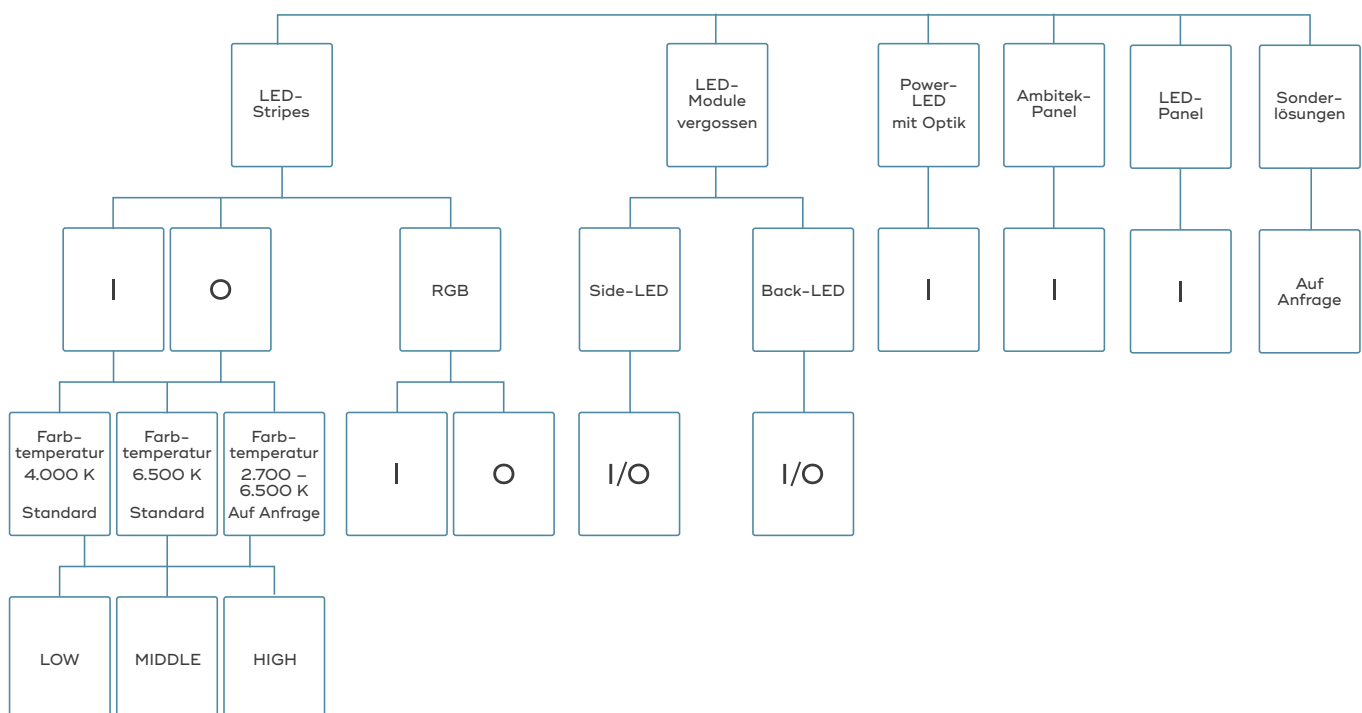 LED-
Stripes
LED-
Module
vergossen
Power-
LED
mit Optik
Ambitek-
Panel
LED-
Panel
Sonder-
lösungen
I
O
RGB
Side-LED
Back-LED
I
I
I
Auf
Anfrage
Farb-
temperatur
4.000 K
Standard
Farb-
temperatur
6.500 K
Standard
Farb-
temperatur
2.700 –
6.500 K
Auf Anfrage
I
O
I/O
I/O
LOW
MIDDLE
HIGH